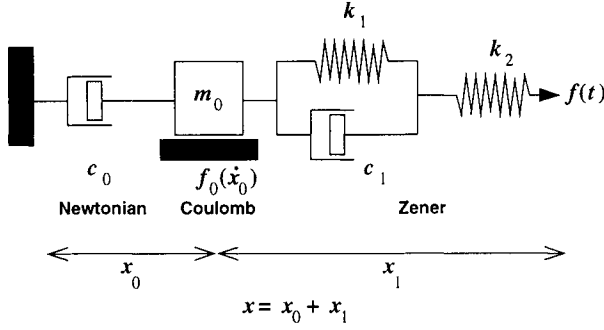 k₁
k₂
m₀
f(t)
c₀
f₀(ẋ₀)
c₁
Newtonian Coulomb Zener
x₀ x₁
x = x₀ + x₁